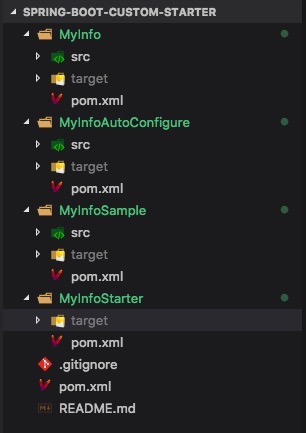 SPRING-BOOT-CUSTOM-STARTER
MyInfo
src
target
pom.xml
MyInfoAutoConfigure
src
target
pom.xml
MyInfoSample
src
target
pom.xml
MyInfoStarter
target
pom.xml
.gitignore
pom.xml
README.md